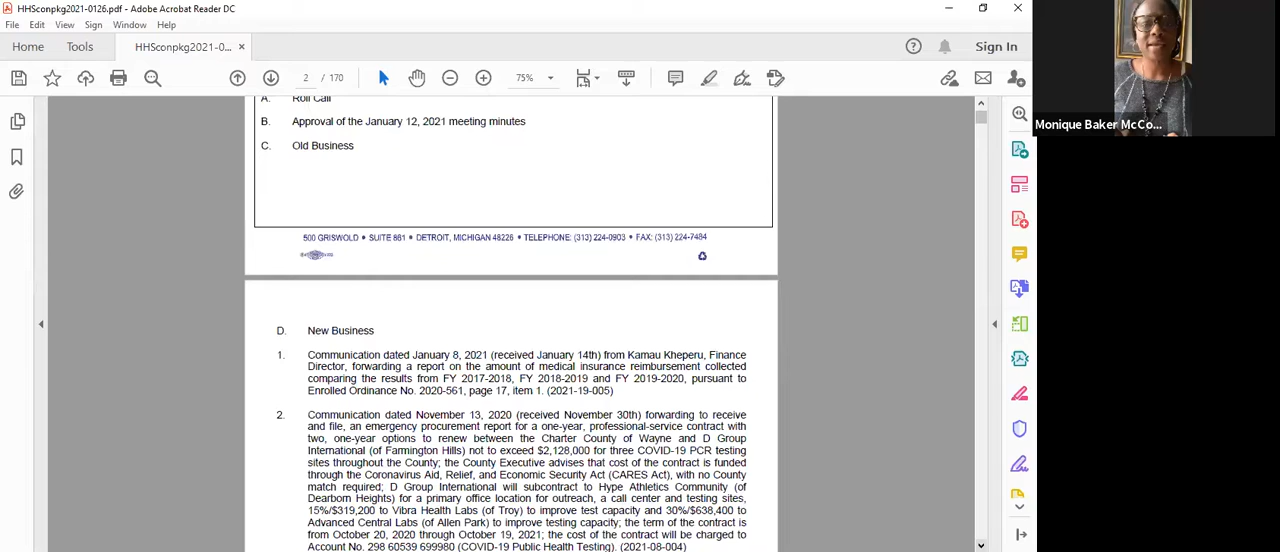 HHSconpkg2021-0126.pdf - Adobe Acrobat Reader DC
File Edit View Sign Window Help
Home Tools HHSconpkg2021-0... × ? Sign In
2 / 170 75%
A. Roll Call
B. Approval of the January 12, 2021 meeting minutes
C. Old Business
500 GRISWOLD • SUITE 861 • DETROIT, MICHIGAN 48226 • TELEPHONE: (313) 224-0903 • FAX: (313) 224-7484
D. New Business
1. Communication dated January 8, 2021 (received January 14th) from Kamau Kheperu, Finance
Director, forwarding a report on the amount of medical insurance reimbursement collected
comparing the results from FY 2017-2018, FY 2018-2019 and FY 2019-2020, pursuant to
Enrolled Ordinance No. 2020-561, page 17, item 1. (2021-19-005)
2. Communication dated November 13, 2020 (received November 30th) forwarding to receive
and file, an emergency procurement report for a one-year, professional-service contract with
two, one-year options to renew between the Charter County of Wayne and D Group
International (of Farmington Hills) not to exceed $2,128,000 for three COVID-19 PCR testing
sites throughout the County; the County Executive advises that cost of the contract is funded
through the Coronavirus Aid, Relief, and Economic Security Act (CARES Act), with no County
match required; D Group International will subcontract to Hype Athletics Community (of
Dearborn Heights) for a primary office location for outreach, a call center and testing sites,
15%/$319,200 to Vibra Health Labs (of Troy) to improve test capacity and 30%/$638,400 to
Advanced Central Labs (of Allen Park) to improve testing capacity; the term of the contract is
from October 20, 2020 through October 19, 2021; the cost of the contract will be charged to
Account No. 298 60539 699980 (COVID-19 Public Health Testing). (2021-08-004)
Monique Baker McCo...